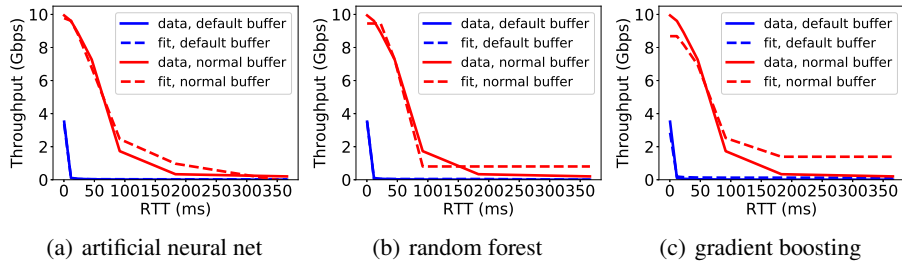 Throughput (Gbps)
10
8
6
4
2
0
data, default buffer
fit, default buffer
data, normal buffer
fit, normal buffer
0 50 100150200250300350
RTT (ms)
(a) artificial neural net
Throughput (Gbps)
10
8
6
4
2
0
data, default buffer
fit, default buffer
data, normal buffer
fit, normal buffer
0 50 100150200250300350
RTT (ms)
(b) random forest
Throughput (Gbps)
10
8
6
4
2
0
data, default buffer
fit, default buffer
data, normal buffer
fit, normal buffer
0 50 100150200250300350
RTT (ms)
(c) gradient boosting